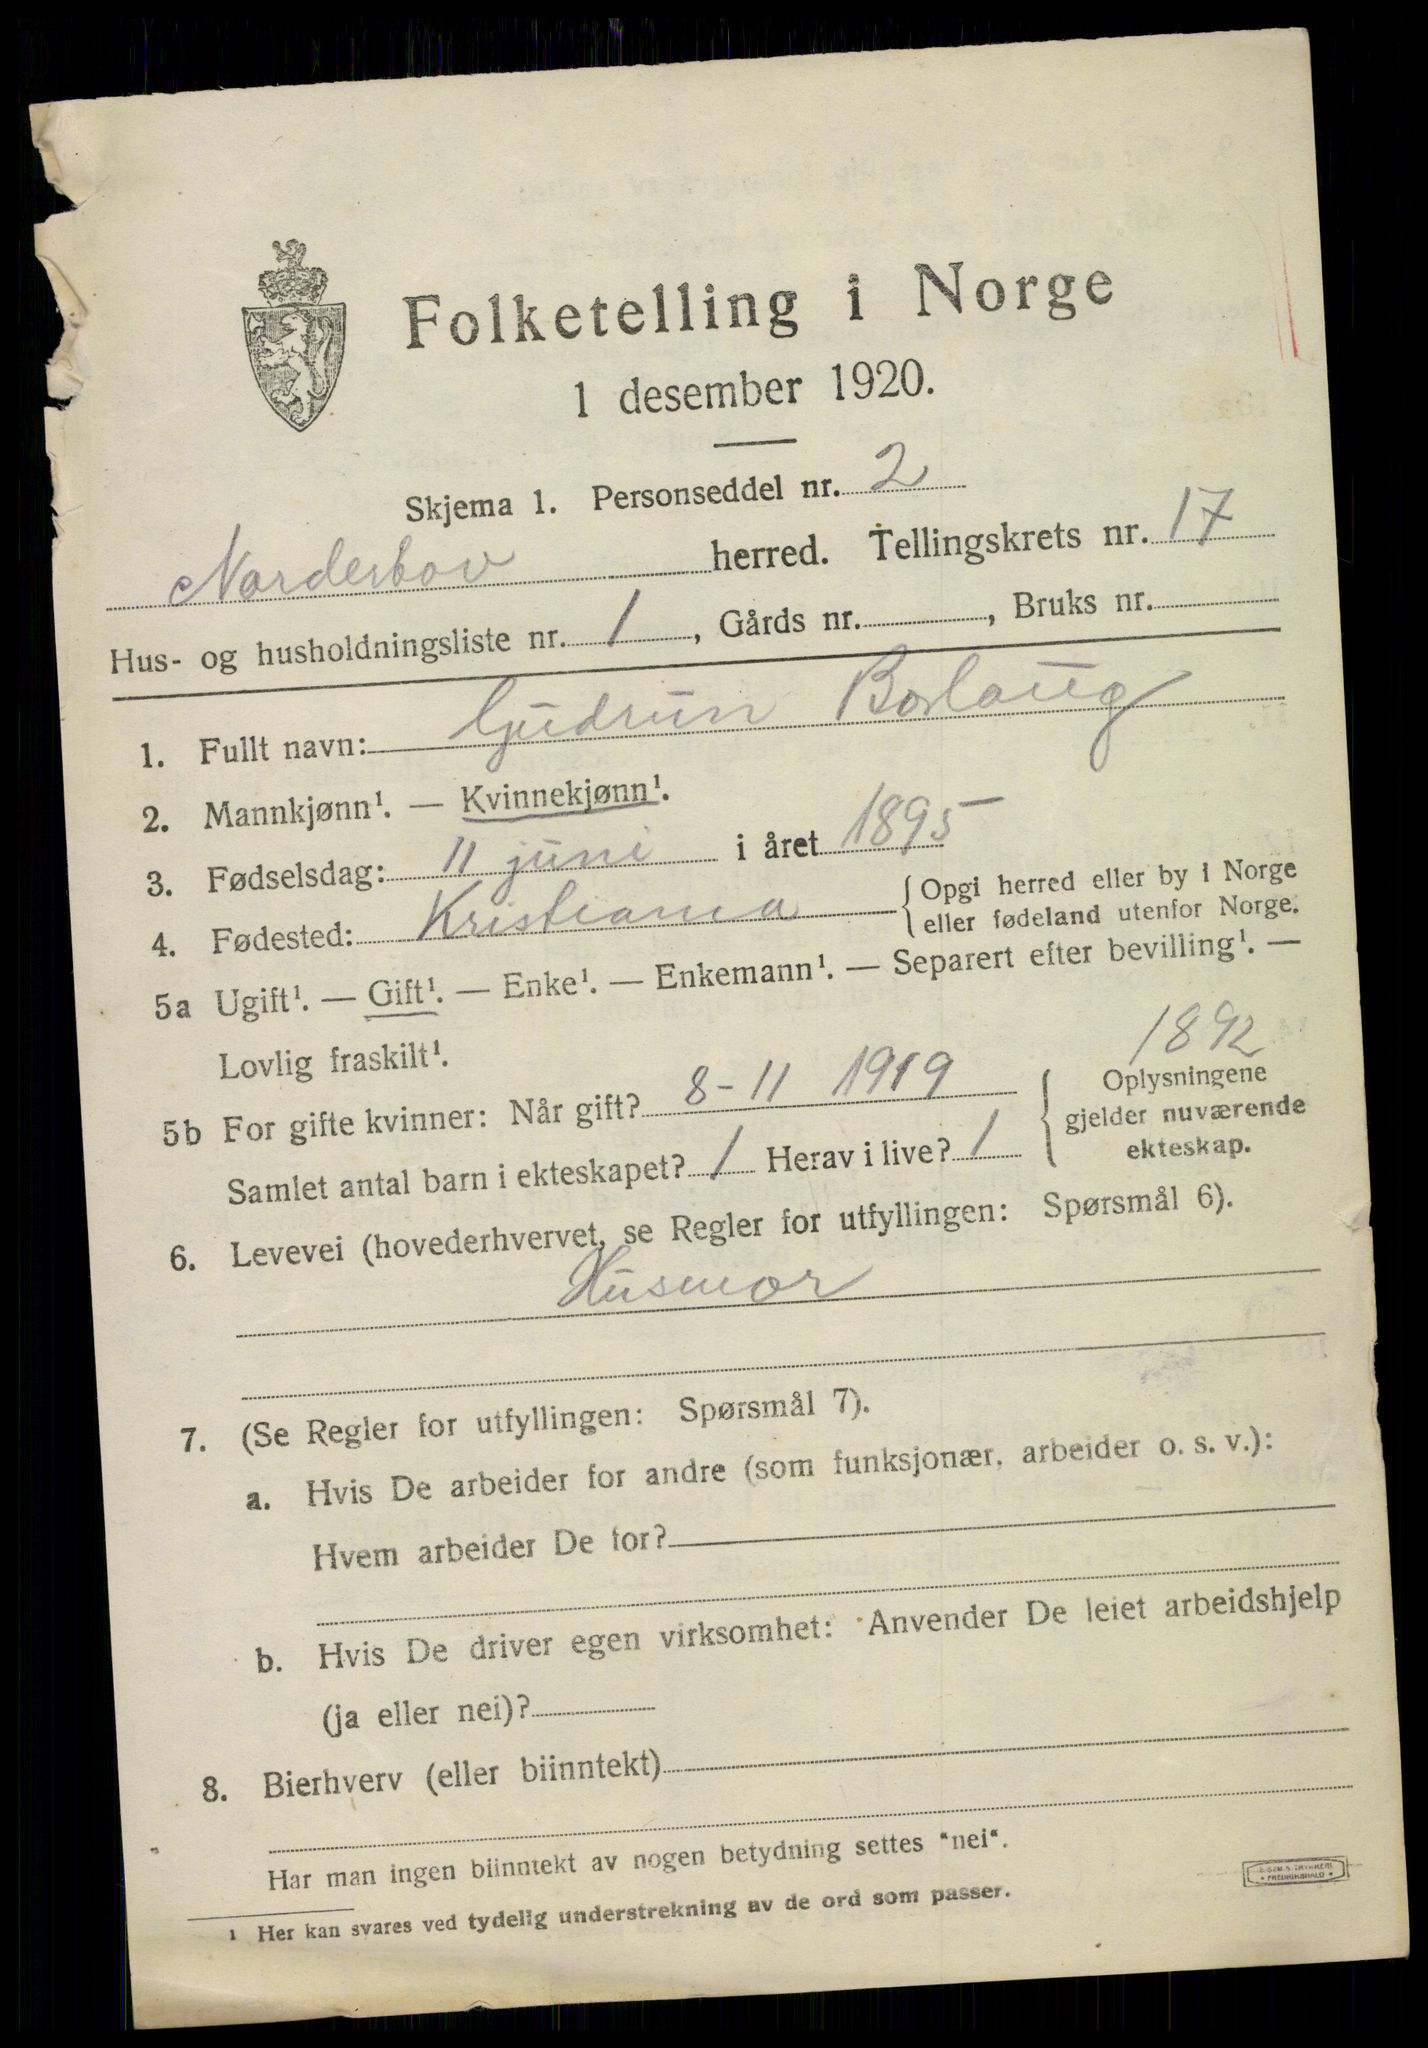 Folketelling i Norge
1 desember 1920.
Skjema 1. Personseddel nr. 2
Norderhov herred. Tellingskrets nr. 17
Hus- og husholdningsliste nr. 1, Gårds nr. , Bruks nr.
1. Fullt navn: Gudrun Borlaug
2. Mannkjønn¹. — Kvinnekjønn¹.
3. Fødselsdag: 11 juni i året 1895
4. Fødested: Kristiania { Opgi herred eller by i Norge
eller fødeland utenfor Norge.
5a Ugift¹. — Gift¹. — Enke¹. — Enkemann¹. — Separert efter bevilling¹. —
Lovlig fraskilt¹.
1892
5b For gifte kvinner: Når gift? 8-11 1919 { Oplysningene
gjelder nuværende
ekteskap.
Samlet antal barn i ekteskapet? 1 Herav i live? 1
6. Levevei (hovederhvervet, se Regler for utfyllingen: Spørsmål 6).
Husmor
7. (Se Regler for utfyllingen: Spørsmål 7).
a. Hvis De arbeider for andre (som funksjonær, arbeider o. s. v.):
Hvem arbeider De for?
b. Hvis De driver egen virksomhet: Anvender De leiet arbeidshjelp
(ja eller nei)?
8. Bierhverv (eller biinntekt)
Har man ingen biinntekt av nogen betydning settes "nei".
¹ Her kan svares ved tydelig understrekning av de ord som passer.
FREDRIKSHALD